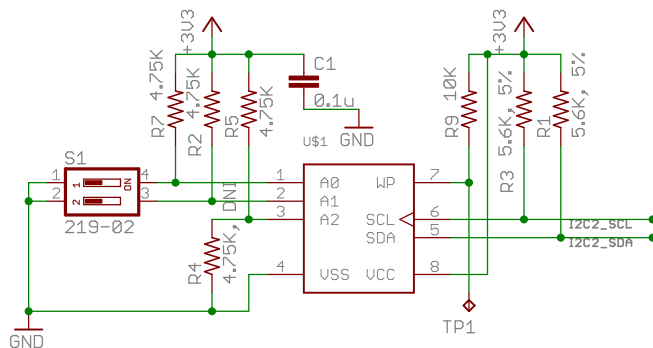 +3V3
+3V3
4.75K
R7
4.75K
R2
4.75K
R5
C1
0.1u
GND
10K
R9
5.6K, 5%
R3
5.6K, 5%
R1
U$1
S1
1
2
4
3
1
2
ON
219-02
DNI
4.75K,
R4
1
2
3
4
A0
A1
A2
VSS
WP
SCL
SDA
VCC
7
6
5
8
I2C2_SCL
I2C2_SDA
TP1
GND